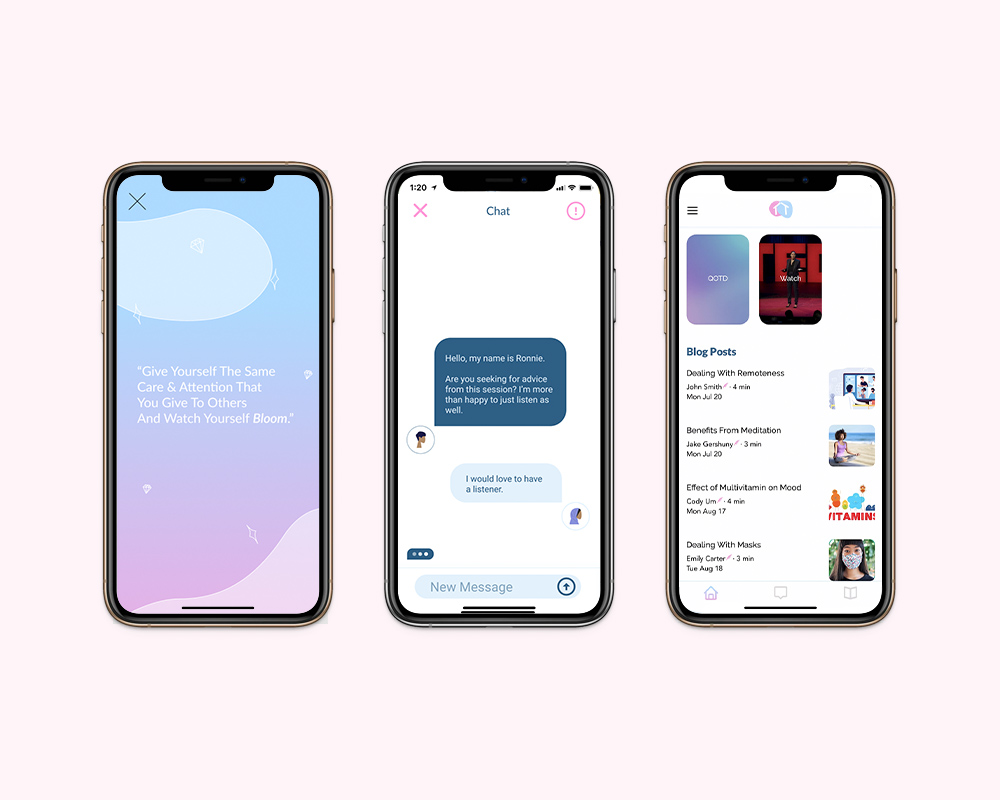 "Give Yourself The Same
Care & Attention That
You Give To Others
And Watch Yourself Bloom."
1:20
Chat
Hello, my name is Ronnie.
Are you seeking for advice
from this session? I'm more
than happy to just listen as
well.
I would love to have
a listener.
New Message
QOTD
Watch
Blog Posts
Dealing With Remoteness
John Smith · 4 min
Mon Jul 20
Benefits From Meditation
Jake Gershuny · 3 min
Mon Jul 20
Effect of Multivitamin on Mood
Cody Um · 4 min
Mon Aug 17
VITAMINS
Dealing With Masks
Emily Carter · 3 min
Tue Aug 18